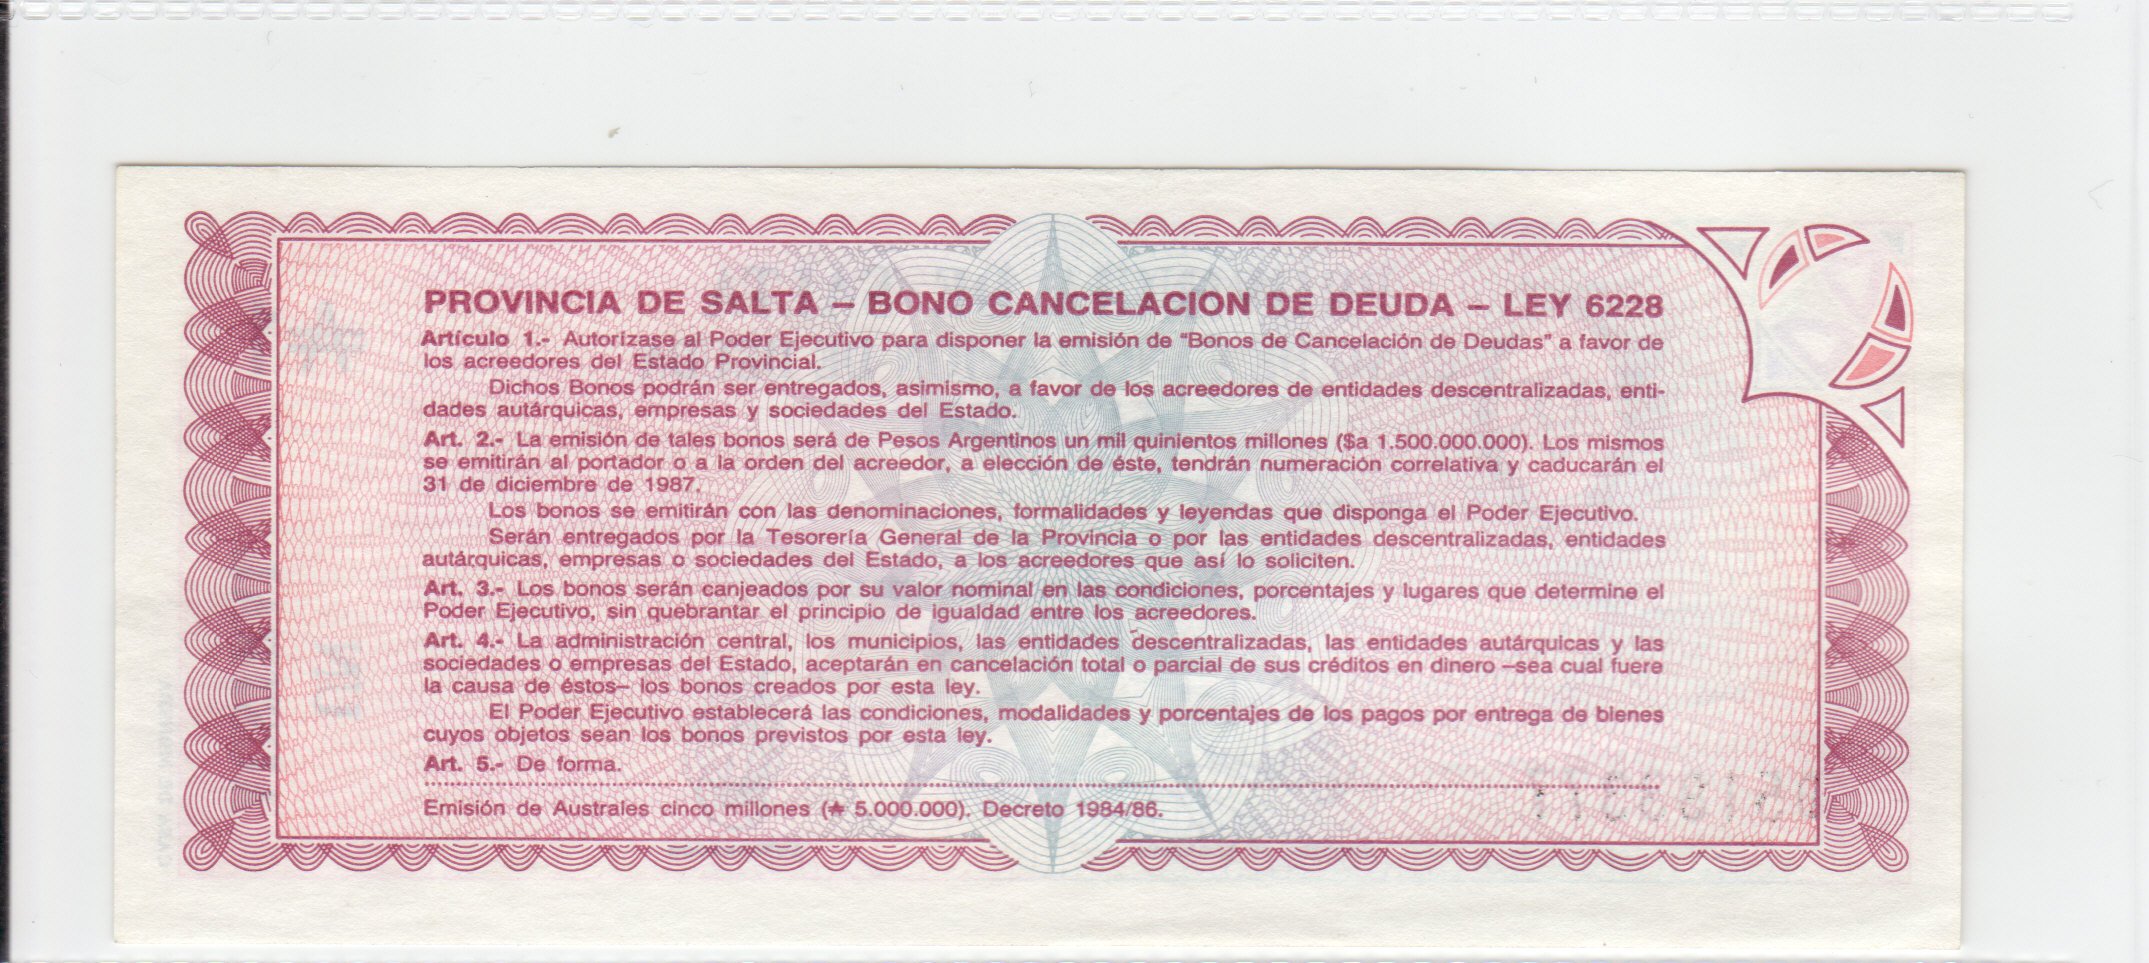 PROVINCIA DE SALTA – BONO CANCELACION DE DEUDA – LEY 6228
Artículo 1.- Autorízase al Poder Ejecutivo para disponer la emisión de "Bonos de Cancelación de Deudas" a favor de
los acreedores del Estado Provincial.
Dichos Bonos podrán ser entregados, asimismo, a favor de los acreedores de entidades descentralizadas, enti-
dades autárquicas, empresas y sociedades del Estado.
Art. 2.- La emisión de tales bonos será de Pesos Argentinos un mil quinientos millones ($a 1.500.000.000). Los mismos
se emitirán al portador o a la orden del acreedor, a elección de éste, tendrán numeración correlativa y caducarán el
31 de diciembre de 1987.
Los bonos se emitirán con las denominaciones, formalidades y leyendas que disponga el Poder Ejecutivo.
Serán entregados por la Tesorería General de la Provincia o por las entidades descentralizadas, entidades
autárquicas, empresas o sociedades del Estado, a los acreedores que así lo soliciten.
Art. 3.- Los bonos serán canjeados por su valor nominal en las condiciones, porcentajes y lugares que determine el
Poder Ejecutivo, sin quebrantar el principio de igualdad entre los acreedores.
Art. 4.- La administración central, los municipios, las entidades descentralizadas, las entidades autárquicas y las
sociedades o empresas del Estado, aceptarán en cancelación total o parcial de sus créditos en dinero –sea cual fuere
la causa de éstos– los bonos creados por esta ley.
El Poder Ejecutivo establecerá las condiciones, modalidades y porcentajes de los pagos por entrega de bienes
cuyos objetos sean los bonos previstos por esta ley.
Art. 5.- De forma.
Emisión de Australes cinco millones (₳ 5.000.000). Decreto 1984/86.